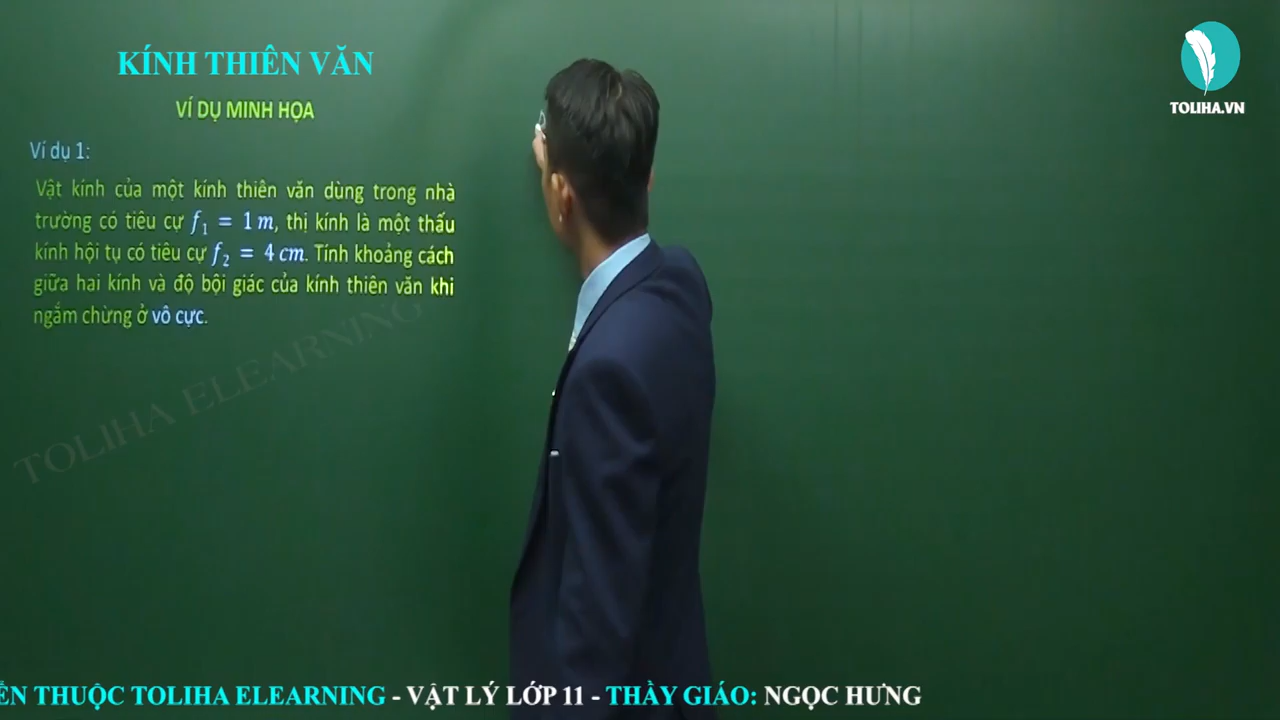 KÍNH THIÊN VĂN
VÍ DỤ MINH HỌA
Ví dụ 1:
Vật kính của một kính thiên văn dùng trong nhà
trường có tiêu cự f₁ = 1 m, thị kính là một thấu
kính hội tụ có tiêu cự f₂ = 4 cm. Tính khoảng cách
giữa hai kính và độ bội giác của kính thiên văn khi
ngắm chừng ở vô cực.
TOLIHA.VN
TOLIHA ELEARNING
ỀN THUỘC TOLIHA ELEARNING - VẬT LÝ LỚP 11 - THẦY GIÁO: NGỌC HƯNG